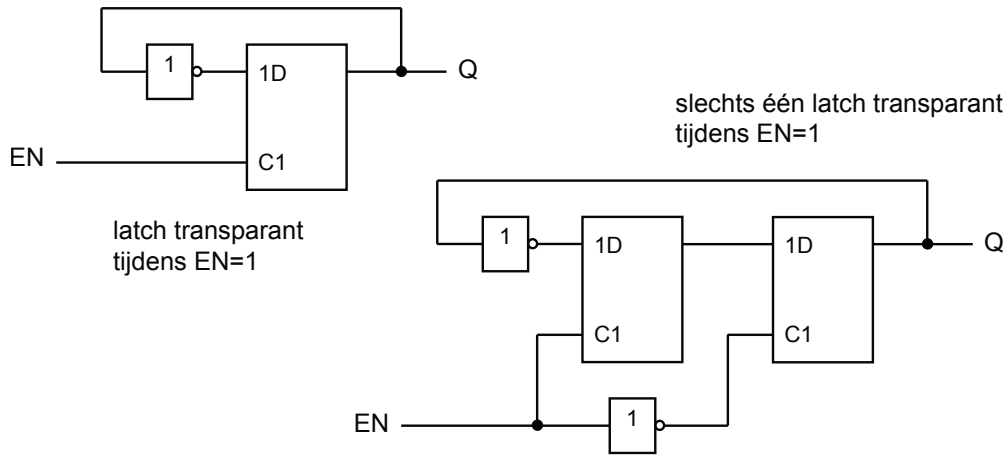 1
1D
Q
EN
C1
latch transparant
tijdens EN=1
slechts één latch transparant
tijdens EN=1
1
1D
1D
Q
C1
C1
EN
1